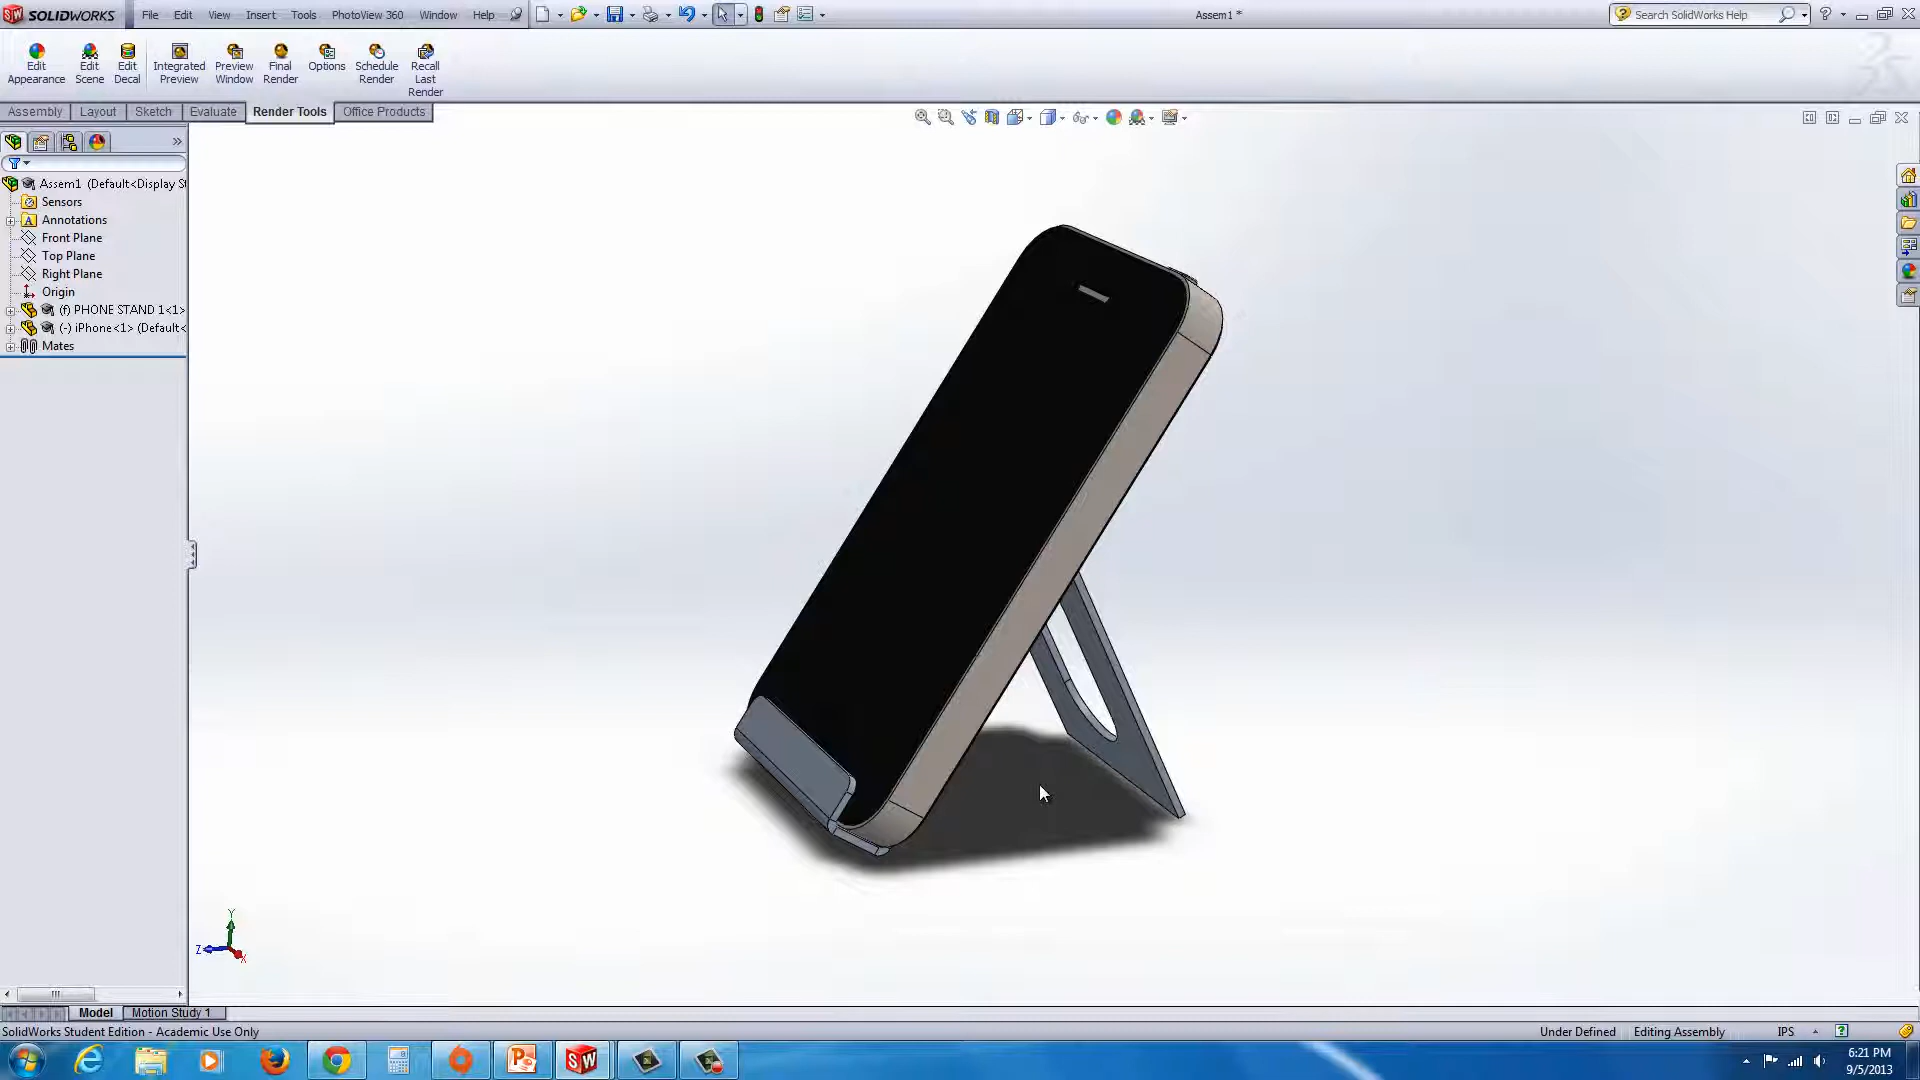 SOLIDWORKS File Edit View Insert Tools PhotoView 360 Window Help Assem1 * Search SolidWorks Help
Edit Appearance
Edit Scene
Edit Decal
Integrated Preview
Preview Window
Final Render
Options
Schedule Render
Recall Last Render
Assembly Layout Sketch Evaluate Render Tools Office Products
Assem1 (Default<Display S
Sensors
Annotations
Front Plane
Top Plane
Right Plane
Origin
(f) PHONE STAND 1<1>
(-) iPhone<1> (Default<
Mates
Y
Z
X
Model Motion Study 1
SolidWorks Student Edition - Academic Use Only Under Defined Editing Assembly IPS
6:21 PM
9/5/2013